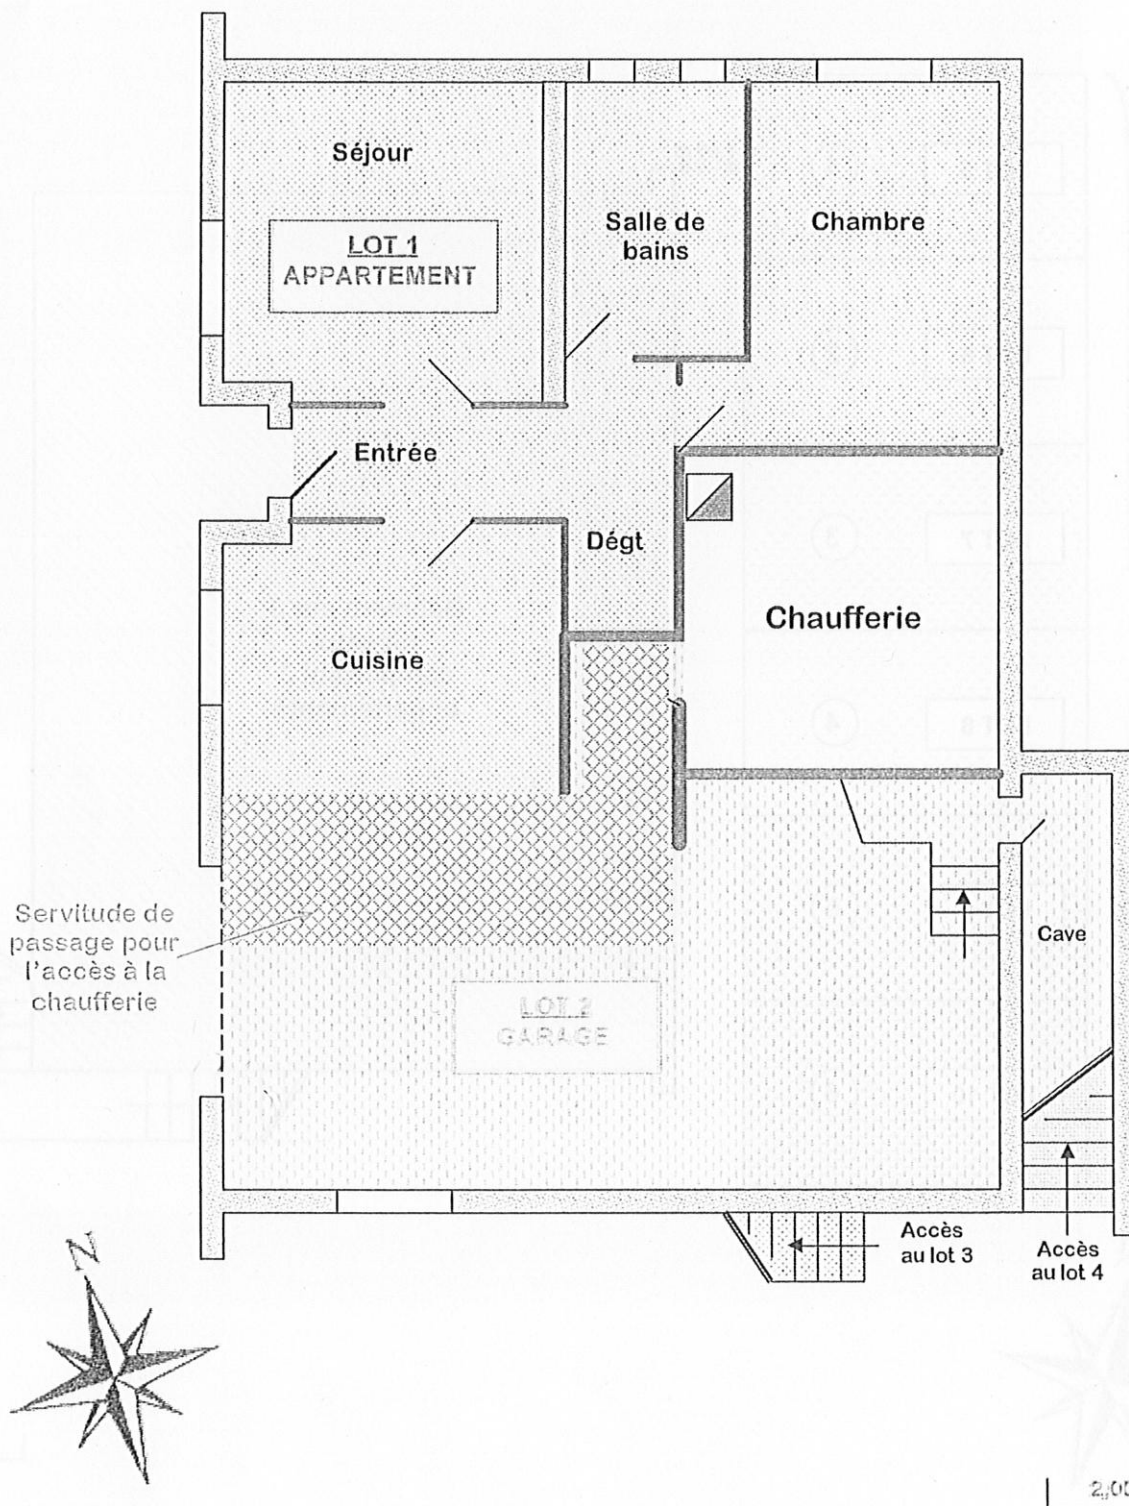 Séjour
LOT 1
APPARTEMENT
Salle de
bains
Chambre
Entrée
Dégt
Chaufferie
Cuisine
Servitude de
passage pour
l'accès à la
chaufferie
LOT 2
GARAGE
Cave
Accès
au lot 3
Accès
au lot 4
N